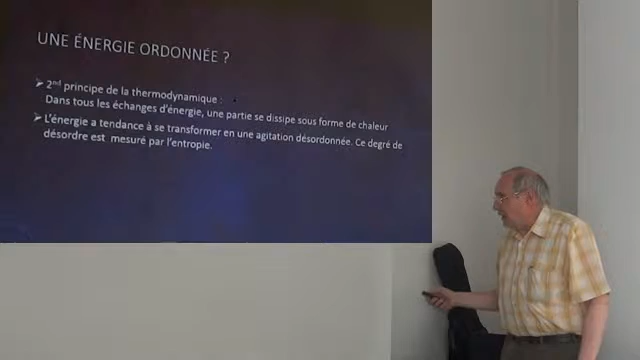 UNE ÉNERGIE ORDONNÉE ?
➤ 2nd principe de la thermodynamique :
Dans tous les échanges d'énergie, une partie se dissipe sous forme de chaleur
➤ L'énergie a tendance à se transformer en une agitation désordonnée. Ce degré de
désordre est mesuré par l'entropie.